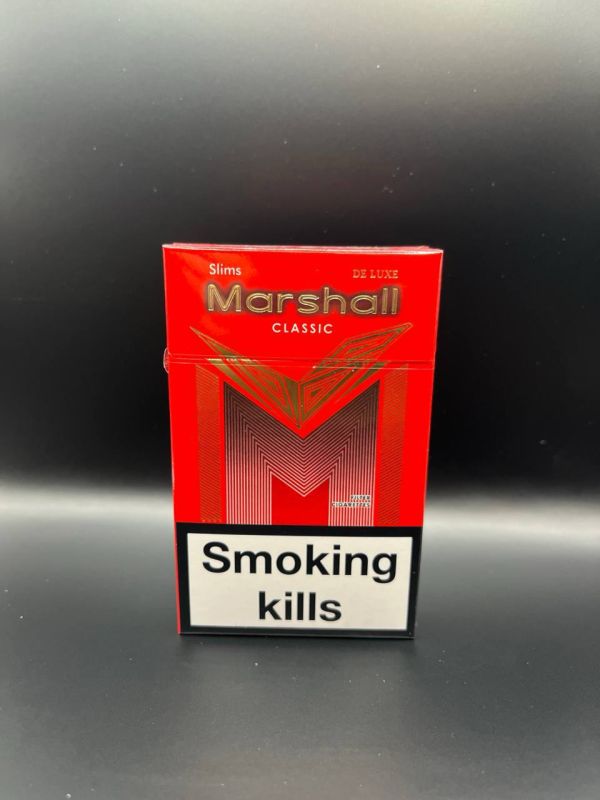 Slims DE LUXE
Marshall
CLASSIC
FILTER
CIGARETTES
Smoking
kills